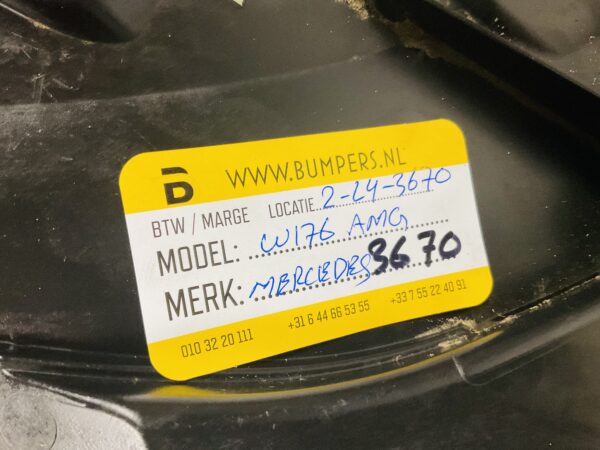 WWW.BUMPERS.NL
BTW / MARGE LOCATIE 2-L4-3670
MODEL: W176 AMG
MERK: MERCEDES 3670
010 32 20 111 +31 6 44 66 53 55 +33 7 55 22 40 91